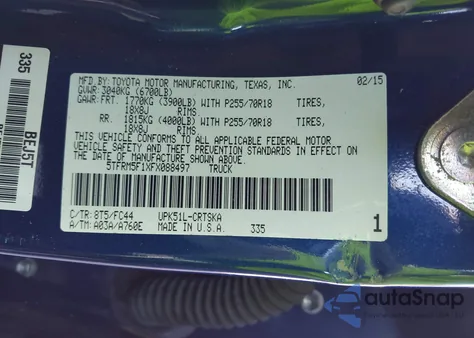 335
BEJ5T
MFD.BY: TOYOTA MOTOR MANUFACTURING, TEXAS, INC. 02/15
GVWR: 3040KG (6700LB)
GAWR: FRT. 1770KG (3900LB) WITH P255/70R18 TIRES,
18X8J RIMS
RR. 1815KG (4000LB) WITH P255/70R18 TIRES,
18X8J RIMS
THIS VEHICLE CONFORMS TO ALL APPLICABLE FEDERAL MOTOR
VEHICLE SAFETY AND THEFT PREVENTION STANDARDS IN EFFECT ON
THE DATE OF MANUFACTURE SHOWN ABOVE.
5TFRM5F1XFX088497 TRUCK
C/TR: 8T5/FC44 UPK51L-CRTSKA
A/TM: A03A/A760E MADE IN U.S.A. 335 1
autoSnap